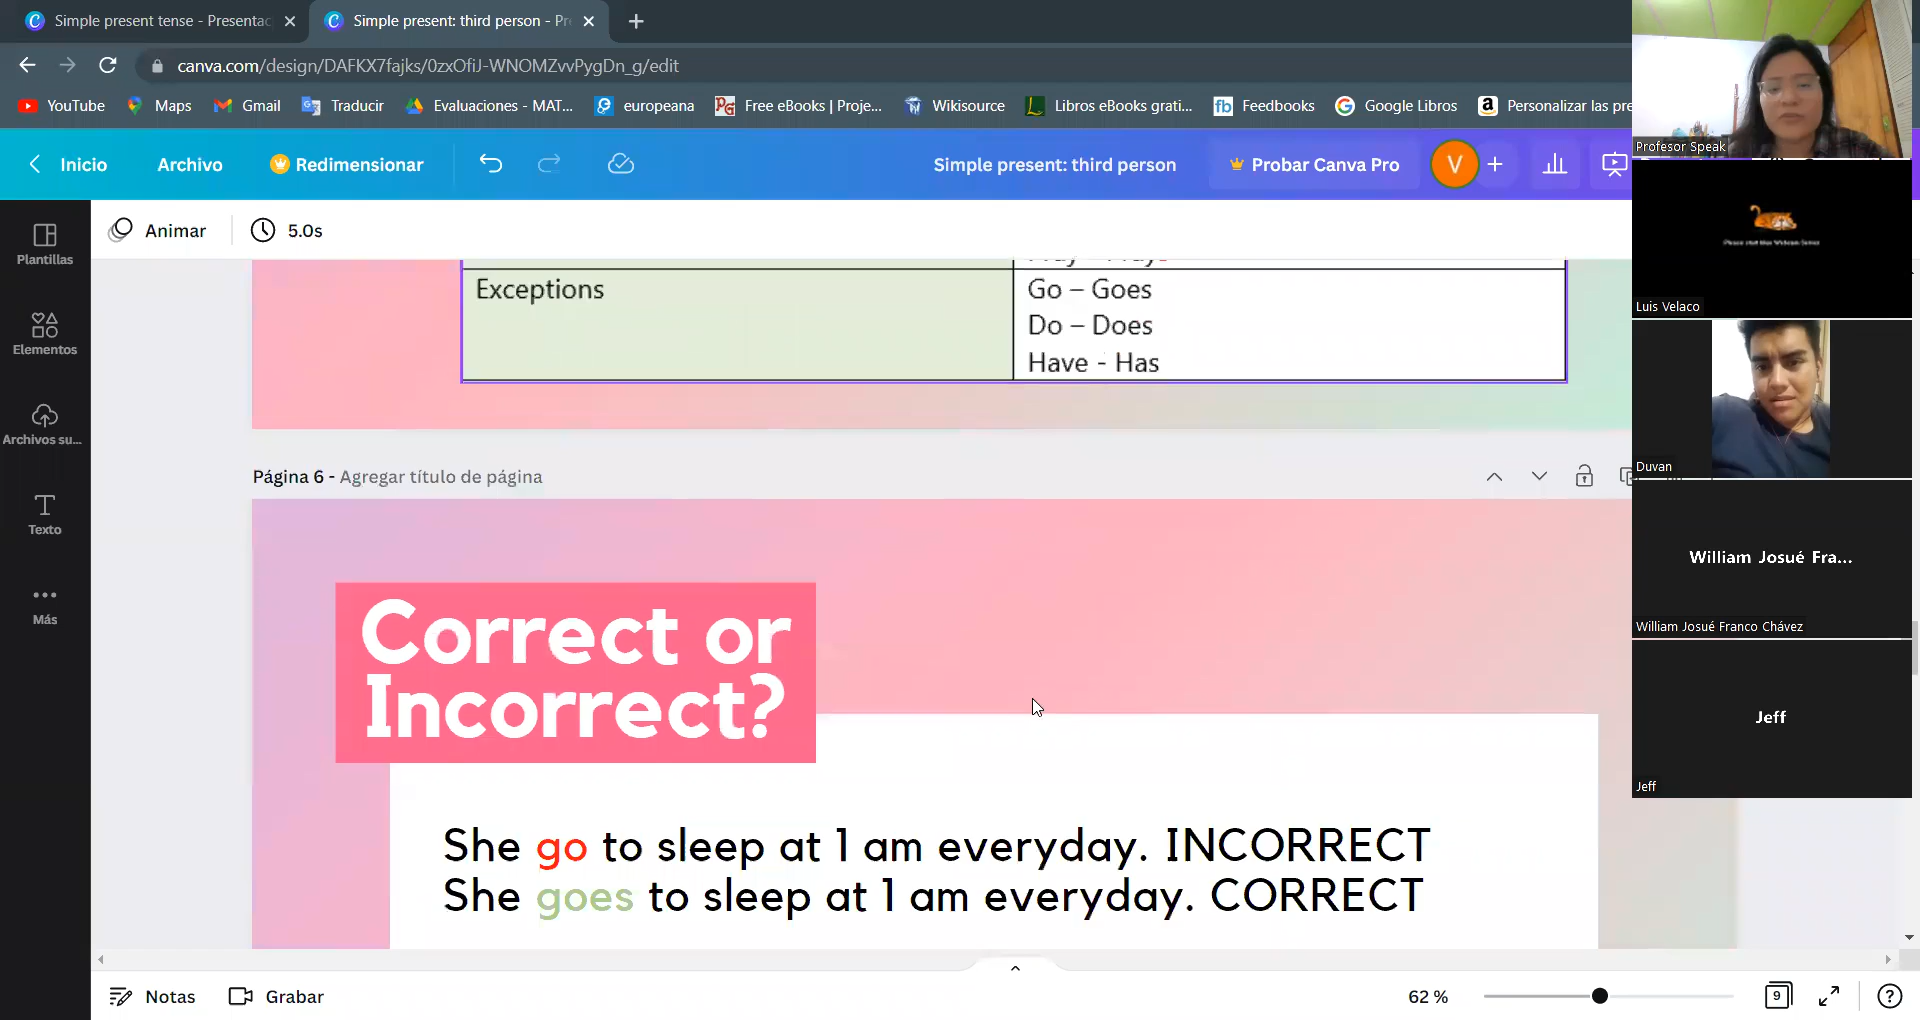 Simple present tense - Presentac
Simple present: third person - Pr
canva.com/design/DAFKX7fajks/0zxOfiJ-WNOMZvvPygDn_g/edit
YouTube
Maps
Gmail
Traducir
Evaluaciones - MAT...
europeana
Free eBooks | Proje...
Wikisource
Libros eBooks grati...
Feedbooks
Google Libros
Personalizar las pre
Inicio
Archivo
Redimensionar
Simple present: third person
Probar Canva Pro
V
Animar
5.0s
Plantillas
Elementos
Archivos su...
Texto
Más
Exceptions
Go – Goes
Do – Does
Have - Has
Página 6 - Agregar título de página
Correct or
Incorrect?
She go to sleep at 1 am everyday. INCORRECT
She goes to sleep at 1 am everyday. CORRECT
Notas
Grabar
62 %
9
Profesor Speak
Luis Velaco
Duvan
William Josué Fra...
William Josué Franco Chávez
Jeff
Jeff